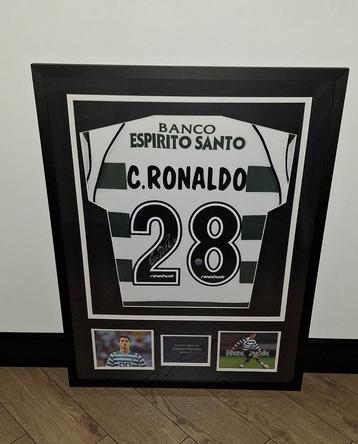 BANCO
ESPIRITO SANTO
C.RONALDO
28
Reebok Reebok
REEBOK